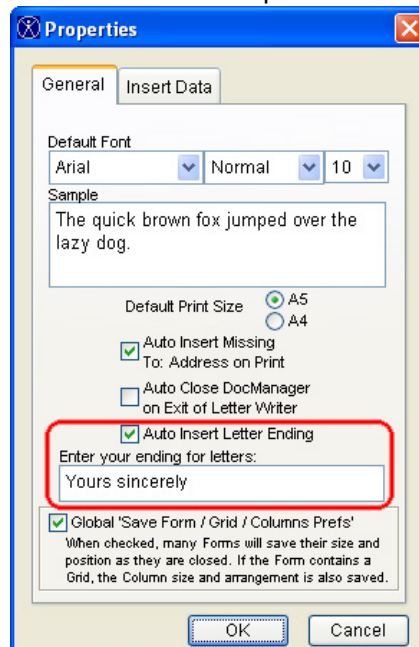 Properties
General Insert Data
Default Font
Arial Normal 10
Sample
The quick brown fox jumped over the
lazy dog.
Default Print Size A5
A4
Auto Insert Missing
To: Address on Print
Auto Close DocManager
on Exit of Letter Writer
Auto Insert Letter Ending
Enter your ending for letters:
Yours sincerely
Global 'Save Form / Grid / Columns Prefs'
When checked, many Forms will save their size and
position as they are closed. If the Form contains a
Grid, the Column size and arrangement is also saved.
OK Cancel